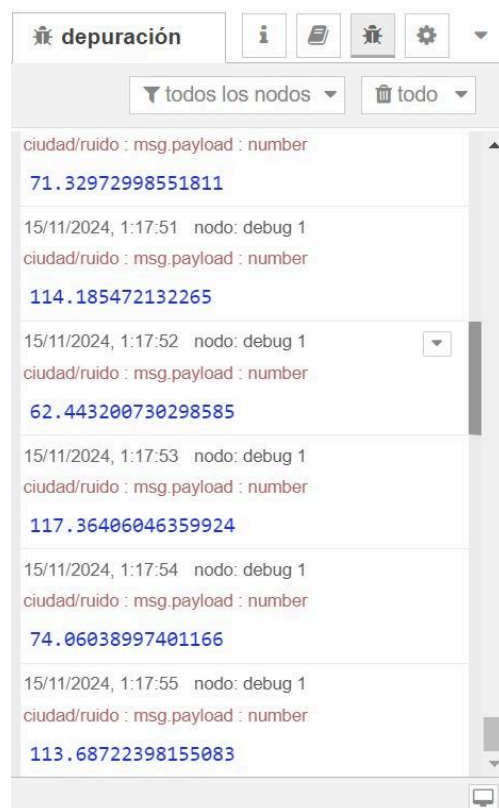 depuración
todos los nodos
todo
ciudad/ruido : msg.payload : number
71.32972998551811
15/11/2024, 1:17:51 nodo: debug 1
ciudad/ruido : msg.payload : number
114.185472132265
15/11/2024, 1:17:52 nodo: debug 1
ciudad/ruido : msg.payload : number
62.443200730298585
15/11/2024, 1:17:53 nodo: debug 1
ciudad/ruido : msg.payload : number
117.36406046359924
15/11/2024, 1:17:54 nodo: debug 1
ciudad/ruido : msg.payload : number
74.06038997401166
15/11/2024, 1:17:55 nodo: debug 1
ciudad/ruido : msg.payload : number
113.68722398155083